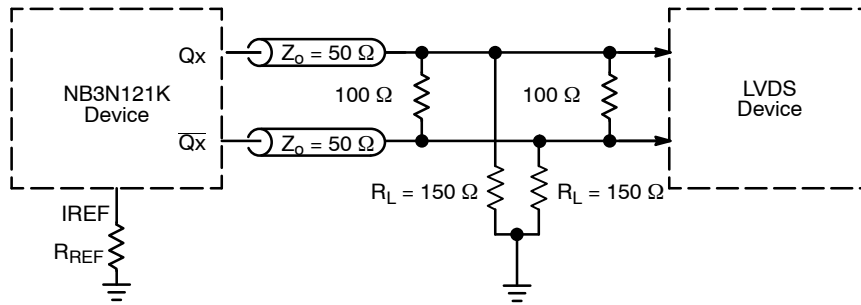 Qx
Zo = 50 Ω
NB3N121K
Device
100 Ω
100 Ω
LVDS
Device
Qx
Zo = 50 Ω
RL = 150 Ω
RL = 150 Ω
IREF
RREF